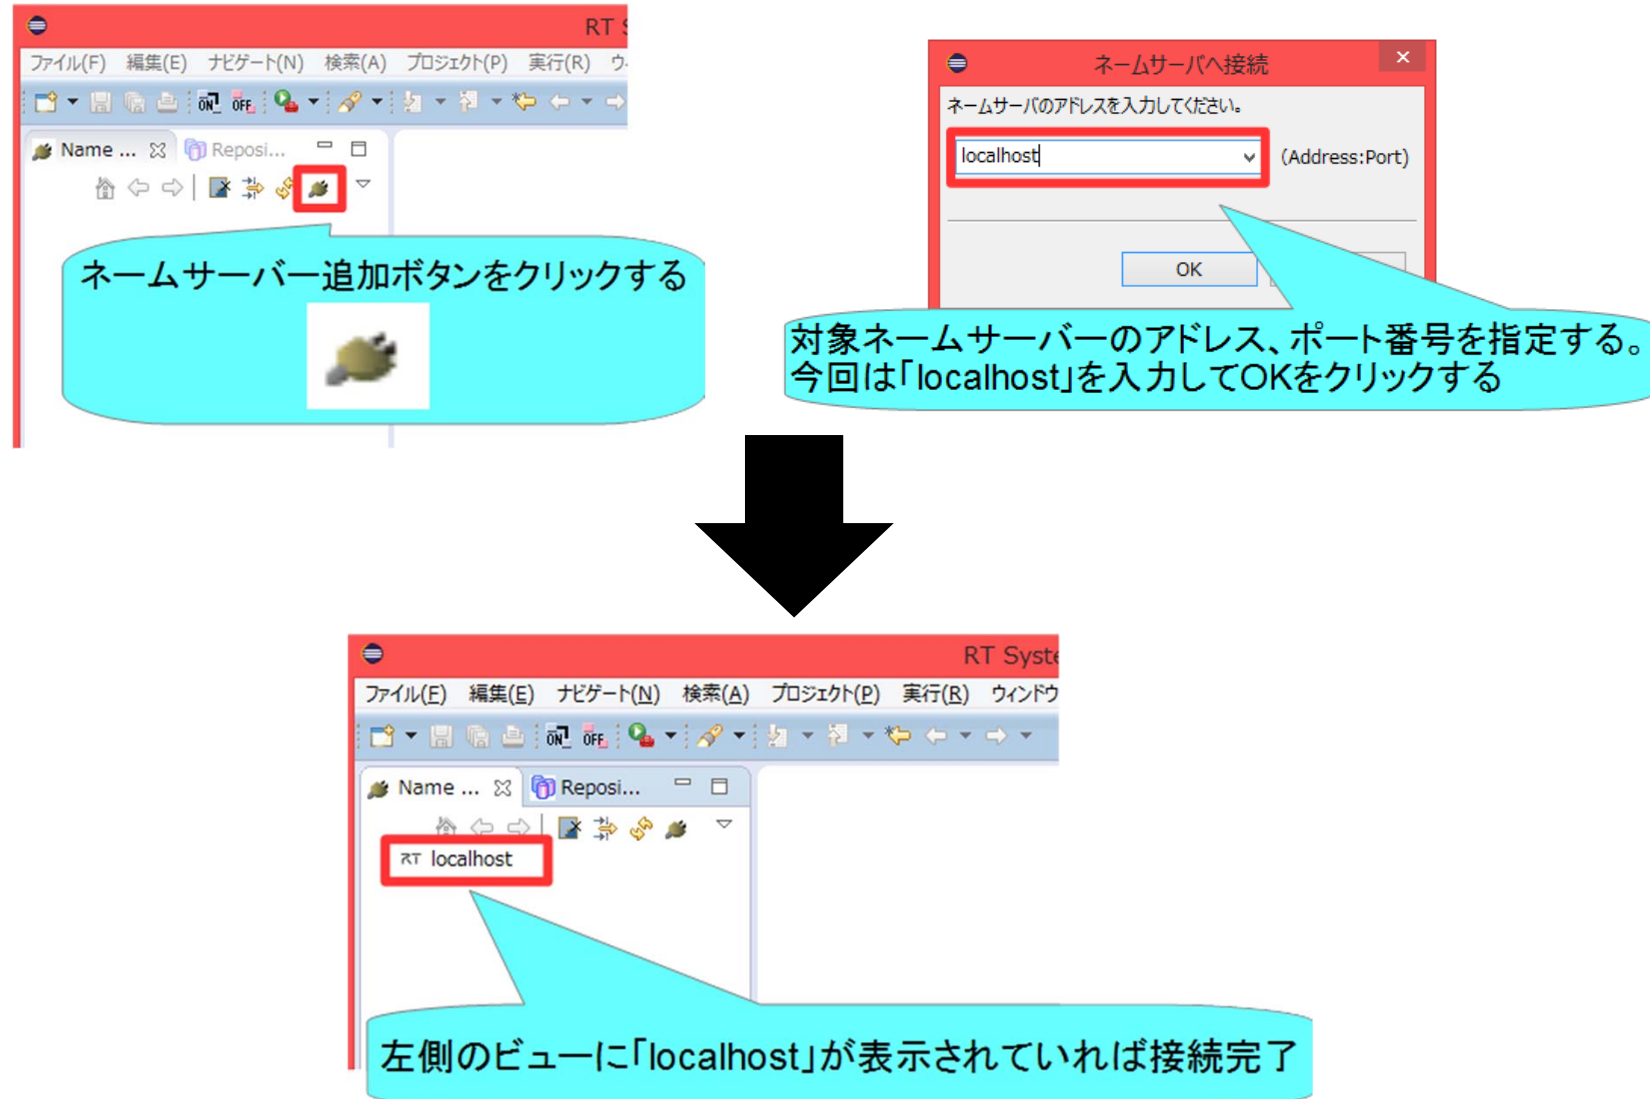 RT S
ファイル(F) 編集(E) ナビゲート(N) 検索(A) プロジェクト(P) 実行(R) ウ
ON OFF
Name ... Reposi...
ネームサーバー追加ボタンをクリックする
ネームサーバへ接続
ネームサーバのアドレスを入力してください。
localhost (Address:Port)
OK
対象ネームサーバーのアドレス、ポート番号を指定する。
今回は「localhost」を入力してOKをクリックする
RT Syste
ファイル(F) 編集(E) ナビゲート(N) 検索(A) プロジェクト(P) 実行(R) ウィンドウ
ON OFF
Name ... Reposi...
RT localhost
左側のビューに「localhost」が表示されていれば接続完了